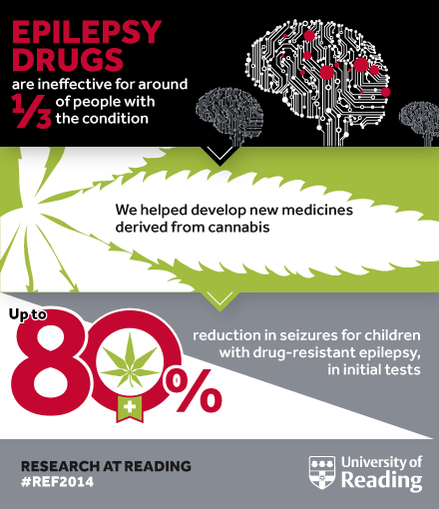 EPILEPSY
DRUGS
are ineffective for around
1/3 of people with
the condition
We helped develop new medicines
derived from cannabis
Up to
80%
reduction in seizures for children
with drug-resistant epilepsy,
in initial tests
RESEARCH AT READING
#REF2014
University of
Reading